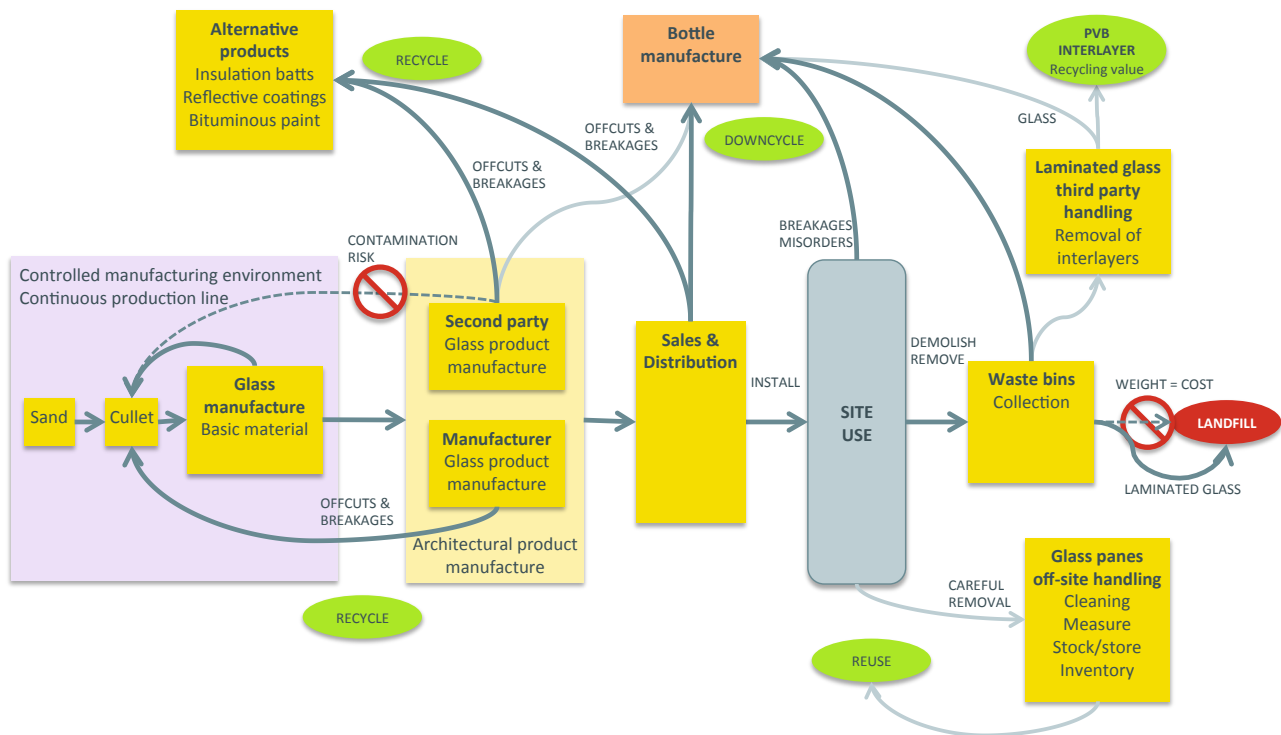 Alternative
products
Insulation batts
Reflective coatings
Bituminous paint
RECYCLE
Bottle
manufacture
PVB
INTERLAYER
Recycling value
OFFCUTS &
BREAKAGES
DOWNCYCLE
GLASS
OFFCUTS &
BREAKAGES
Laminated glass
third party
handling
Removal of
interlayers
BREAKAGES
MISORDERS
CONTAMINATION
RISK
Controlled manufacturing environment
Continuous production line
Second party
Glass product
manufacture
Sales &
Distribution
DEMOLISH
REMOVE
Waste bins
Collection
WEIGHT = COST
INSTALL
SITE
USE
Sand
Cullet
Glass
manufacture
Basic material
LANDFILL
Manufacturer
Glass product
manufacture
LAMINATED GLASS
OFFCUTS &
BREAKAGES
Architectural product
manufacture
Glass panes
off-site handling
Cleaning
Measure
Stock/store
Inventory
CAREFUL
REMOVAL
RECYCLE
REUSE